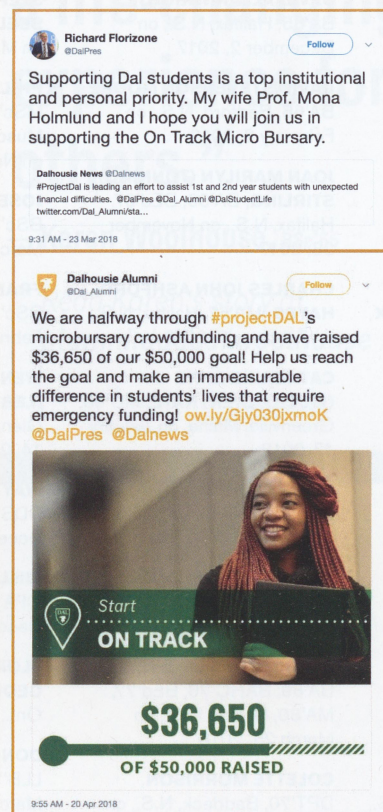 Richard Florizone
@DalPres
Follow
Supporting Dal students is a top institutional
and personal priority. My wife Prof. Mona
Holmlund and I hope you will join us in
supporting the On Track Micro Bursary.
Dalhousie News @Dalnews
#ProjectDal is leading an effort to assist 1st and 2nd year students with unexpected
financial difficulties. @DalPres @Dal_Alumni @DalStudentLife
twitter.com/Dal_Alumni/sta...
9:31 AM - 23 Mar 2018
Dalhousie Alumni
@Dal_Alumni
Follow
We are halfway through #projectDAL's
microbursary crowdfunding and have raised
$36,650 of our $50,000 goal! Help us reach
the goal and make an immeasurable
difference in students' lives that require
emergency funding! ow.ly/Gjy030jxmoK
@DalPres @Dalnews
DAL
Start
ON TRACK
$36,650
OF $50,000 RAISED
9:55 AM - 20 Apr 2018